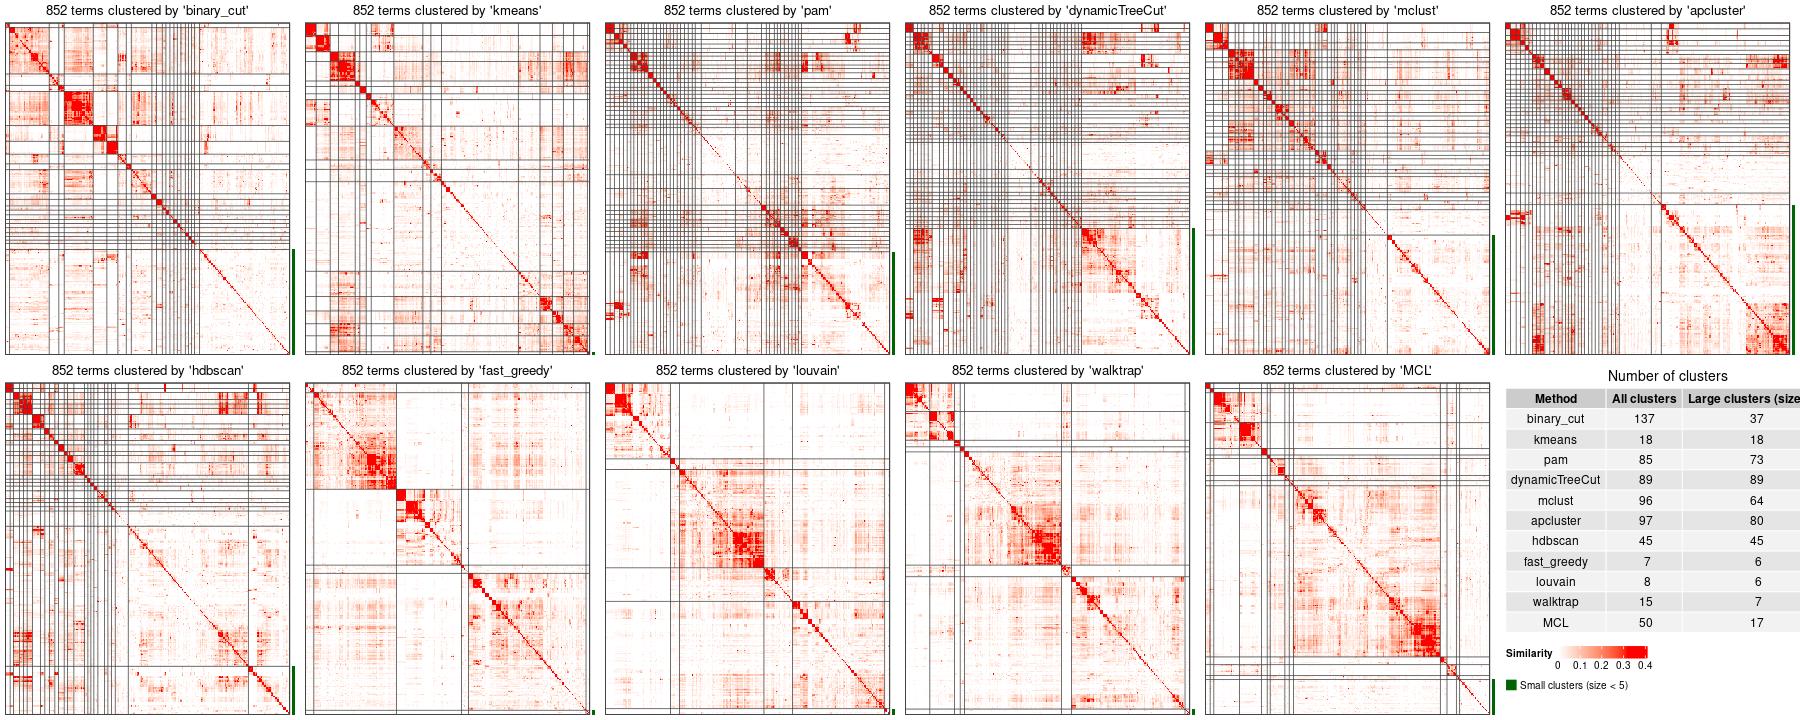 852 terms clustered by 'binary_cut'
852 terms clustered by 'kmeans'
852 terms clustered by 'pam'
852 terms clustered by 'dynamicTreeCut'
852 terms clustered by 'mclust'
852 terms clustered by 'apcluster'
852 terms clustered by 'hdbscan'
852 terms clustered by 'fast_greedy'
852 terms clustered by 'louvain'
852 terms clustered by 'walktrap'
852 terms clustered by 'MCL'
Number of clusters
Method All clusters Large clusters (size
binary_cut 137 37
kmeans 18 18
pam 85 73
dynamicTreeCut 89 89
mclust 96 64
apcluster 97 80
hdbscan 45 45
fast_greedy 7 6
louvain 8 6
walktrap 15 7
MCL 50 17
Similarity
0 0.1 0.2 0.3 0.4
Small clusters (size < 5)